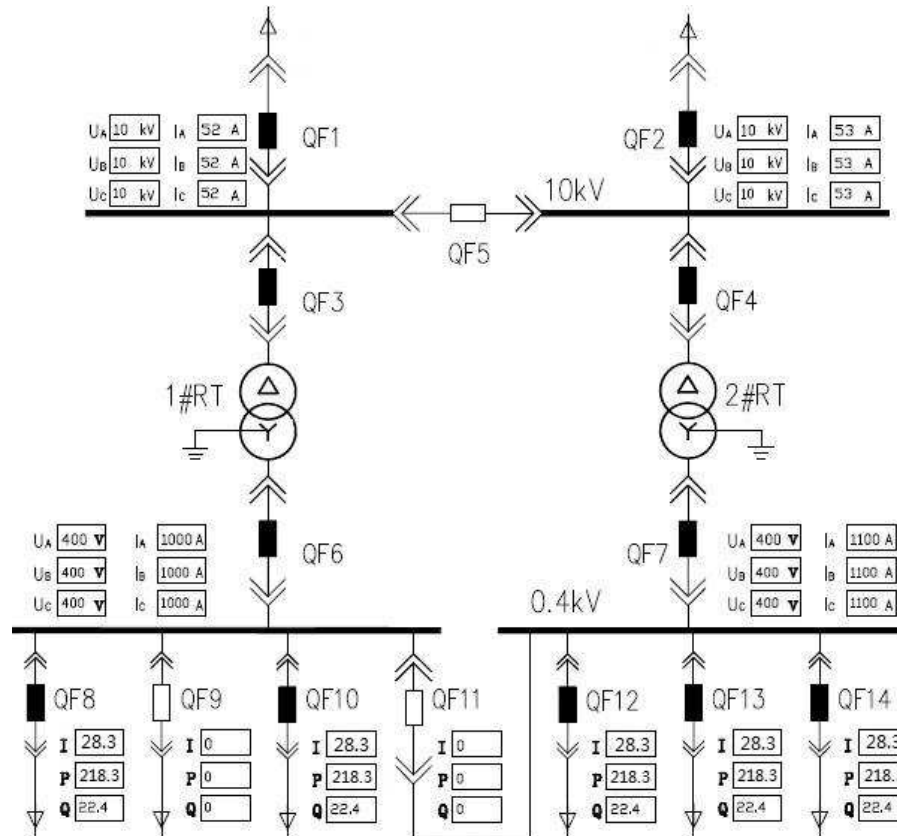 UA 10 kV IA 52 A QF1 QF2 UA 10 kV IA 53 A
UB 10 kV IB 52 A UB 10 kV IB 53 A
UC 10 kV IC 52 A 10kV UC 10 kV IC 53 A
QF5
QF3 QF4
1#RT 2#RT
UA 400 V IA 1000 A QF6 QF7 UA 400 V IA 1100 A
UB 400 V IB 1000 A UB 400 V IB 1100 A
UC 400 V IC 1000 A 0.4kV UC 400 V IC 1100 A
QF8 QF9 QF10 QF11 QF12 QF13 QF14
I 28.3 I 0 I 28.3 I 0 I 28.3 I 28.3 I 28.3
P 218.3 P 0 P 218.3 P 0 P 218.3 P 218.3 P 218.
Q 22.4 Q 0 Q 22.4 Q 0 Q 22.4 Q 22.4 Q 22.4